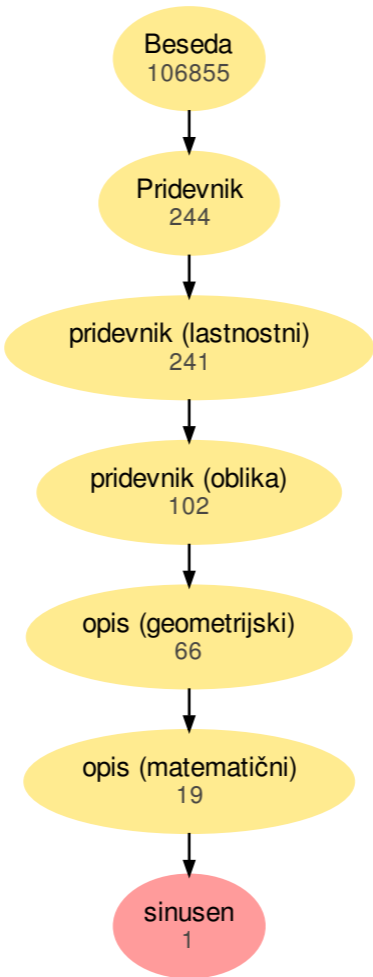 Beseda
106855
Pridevnik
244
pridevnik (lastnostni)
241
pridevnik (oblika)
102
opis (geometrijski)
66
opis (matematični)
19
sinusen
1